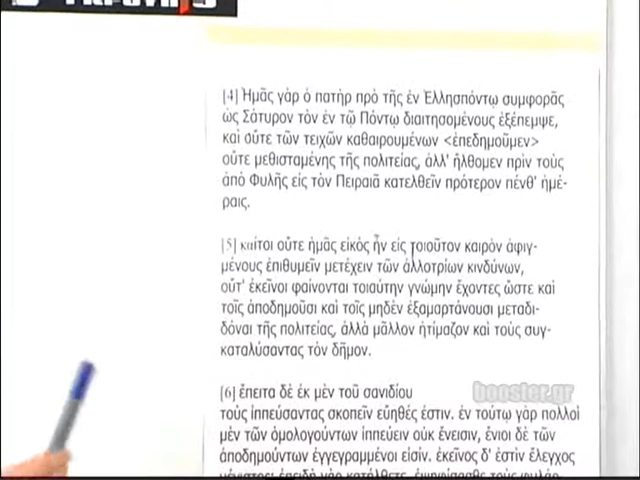 [4] Ἡμᾶς γὰρ ὁ πατὴρ πρὸ τῆς ἐν Ἑλλησπόντῳ συμφορᾶς
ὡς Σάτυρον τὸν ἐν τῷ Πόντῳ διαιτησομένους ἐξέπεμψε,
καὶ οὔτε τῶν τειχῶν καθαιρουμένων <ἐπεδημοῦμεν>
οὔτε μεθισταμένης τῆς πολιτείας, ἀλλ' ἤλθομεν πρὶν τοὺς
ἀπὸ Φυλῆς εἰς τὸν Πειραιᾶ κατελθεῖν πρότερον πένθ' ἡμέ-
ραις.
[5] καίτοι οὔτε ἡμᾶς εἰκὸς ἦν εἰς τοιοῦτον καιρὸν ἀφιγ-
μένους ἐπιθυμεῖν μετέχειν τῶν ἀλλοτρίων κινδύνων,
οὔτ' ἐκεῖνοι φαίνονται τοιαύτην γνώμην ἔχοντες ὥστε καὶ
τοῖς ἀποδημοῦσι καὶ τοῖς μηδὲν ἐξαμαρτάνουσι μεταδι-
δόναι τῆς πολιτείας, ἀλλὰ μᾶλλον ἠτίμαζον καὶ τοὺς συγ-
καταλύσαντας τὸν δῆμον.
[6] ἔπειτα δὲ ἐκ μὲν τοῦ σανιδίου
booster.gr
τοὺς ἱππεύσαντας σκοπεῖν εὔηθές ἐστιν. ἐν τούτῳ γὰρ πολλοὶ
μὲν τῶν ὁμολογούντων ἱππεύειν οὐκ ἔνεισιν, ἔνιοι δὲ τῶν
ἀποδημούντων ἐγγεγραμμένοι εἰσίν. ἐκεῖνος δ' ἐστὶν ἔλεγχος